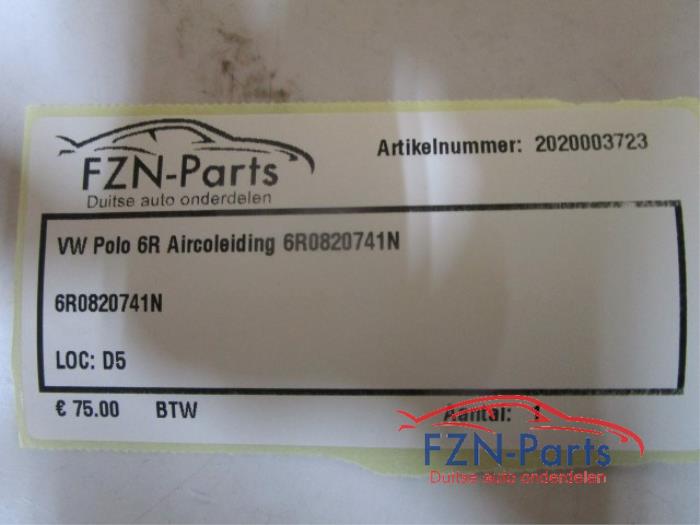 FZN-Parts
Duitse auto onderdelen
Artikelnummer: 2020003723
VW Polo 6R Aircoleiding 6R0820741N
6R0820741N
LOC: D5
€ 75.00 BTW
Aantal: 1
FZN-Parts
Duitse auto onderdelen